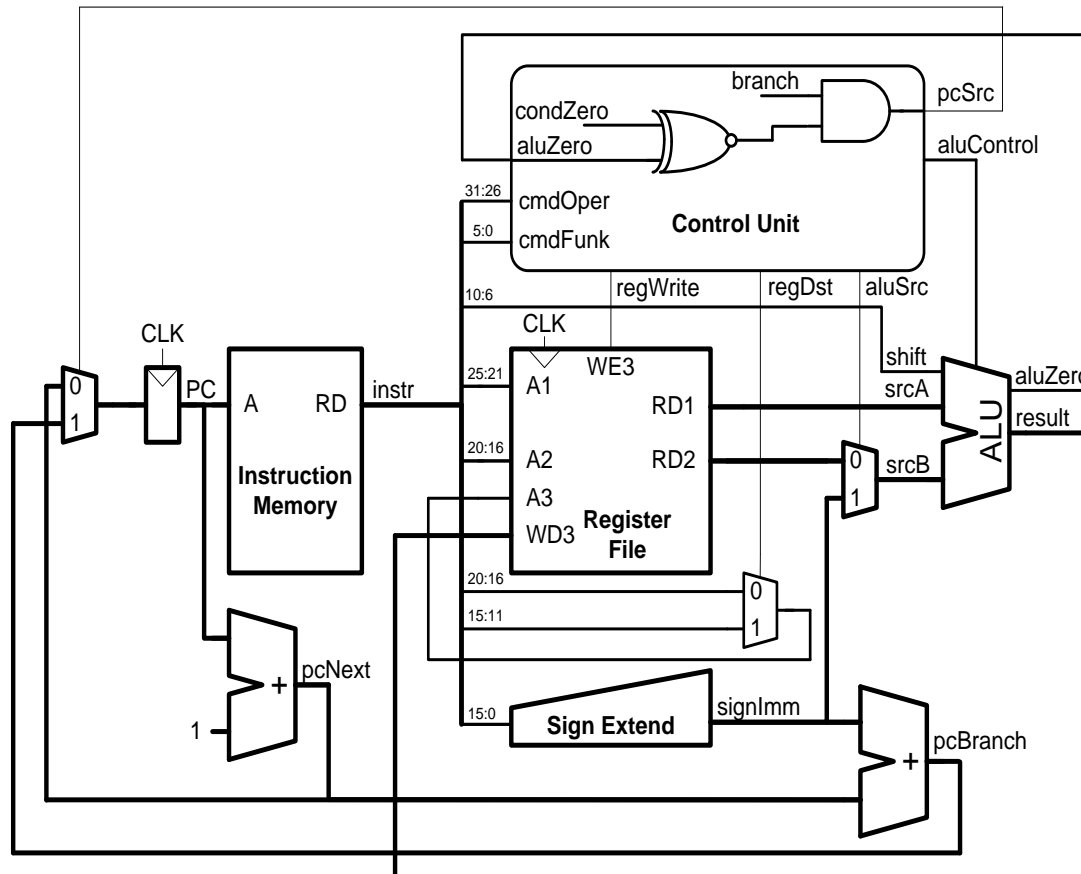 branch
pcSrc
condZero
aluZero
aluControl
31:26
cmdOper
Control Unit
5:0
cmdFunk
regWrite
regDst
aluSrc
10:6
CLK
CLK
shift
WE3
0
PC
25:21
A1
srcA
aluZero
instr
A
RD
RD1
1
result
ALU
20:16
A2
RD2
0
srcB
Instruction
Memory
A3
1
Register
File
WD3
20:16
0
15:11
1
pcNext
+
1
15:0
Sign Extend
signImm
pcBranch
+